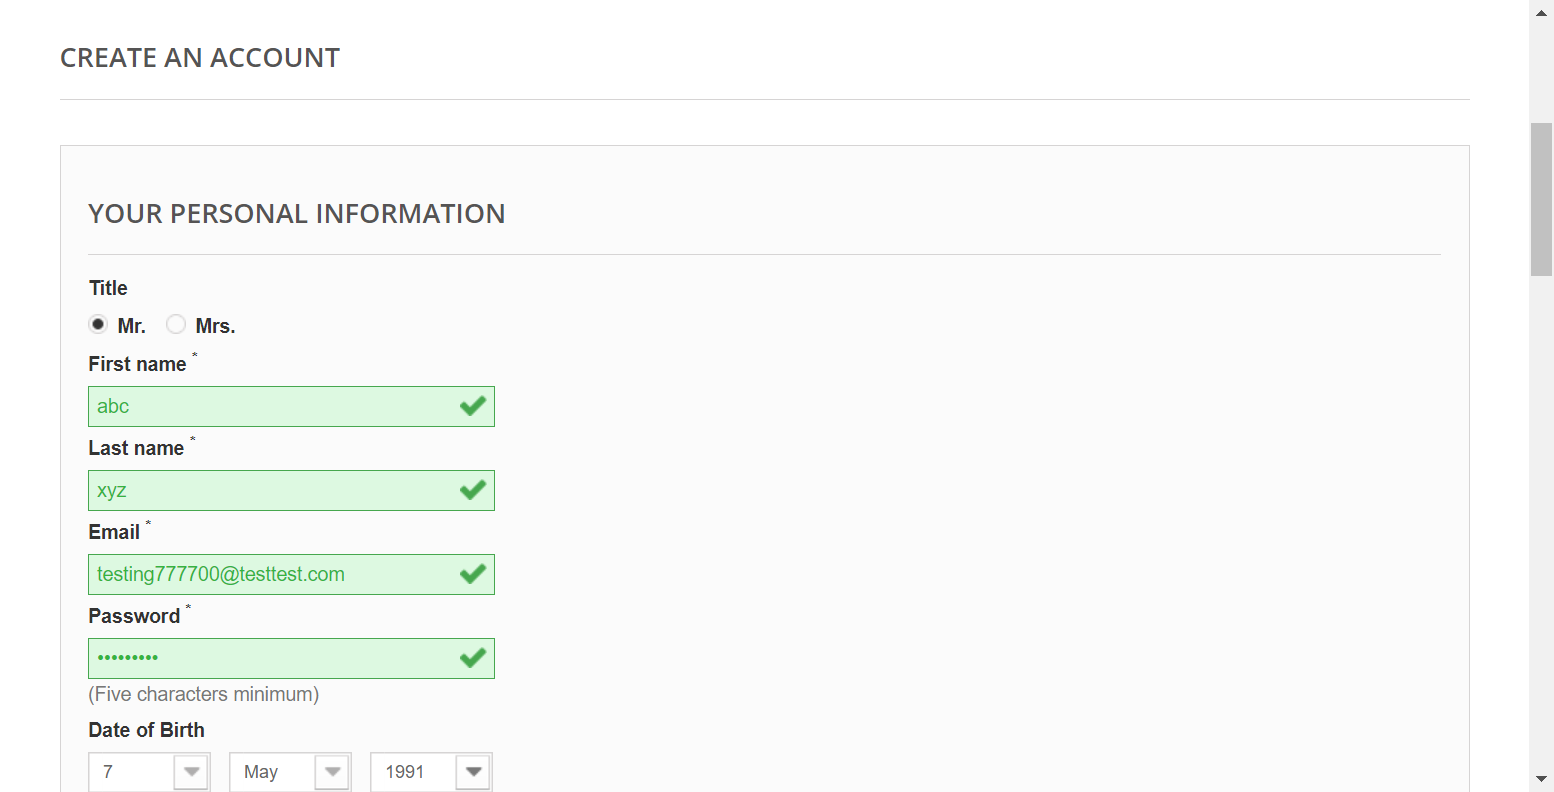 CREATE AN ACCOUNT
YOUR PERSONAL INFORMATION
Title
Mr. Mrs.
First name *
abc
Last name *
xyz
Email *
testing777700@testtest.com
Password *
•••••••••
(Five characters minimum)
Date of Birth
7 May 1991